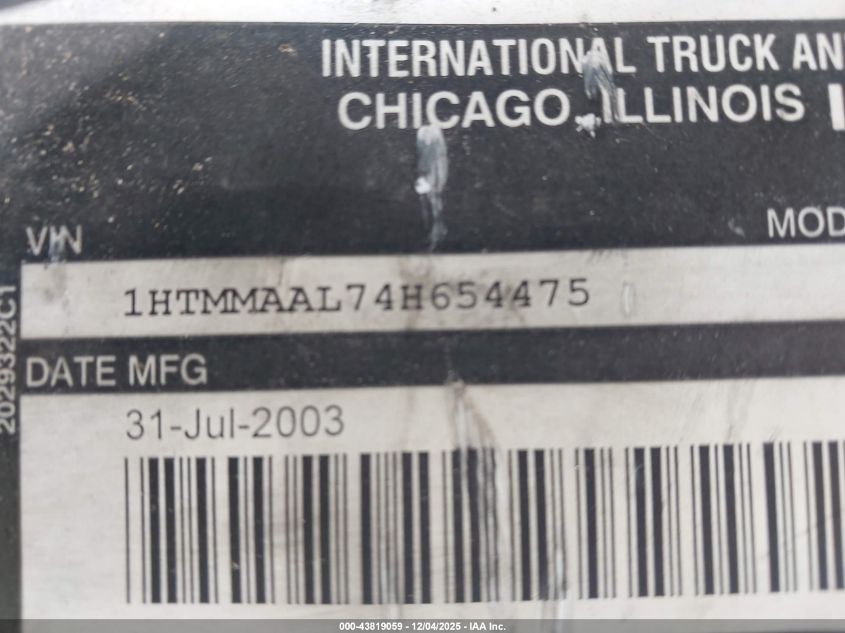 INTERNATIONAL TRUCK AN
CHICAGO, ILLINOIS
VIN
MOD
1HTMMAAL74H654475
2029322C1
DATE MFG
31-Jul-2003
000-43819059 - 12/04/2025 - IAA Inc.